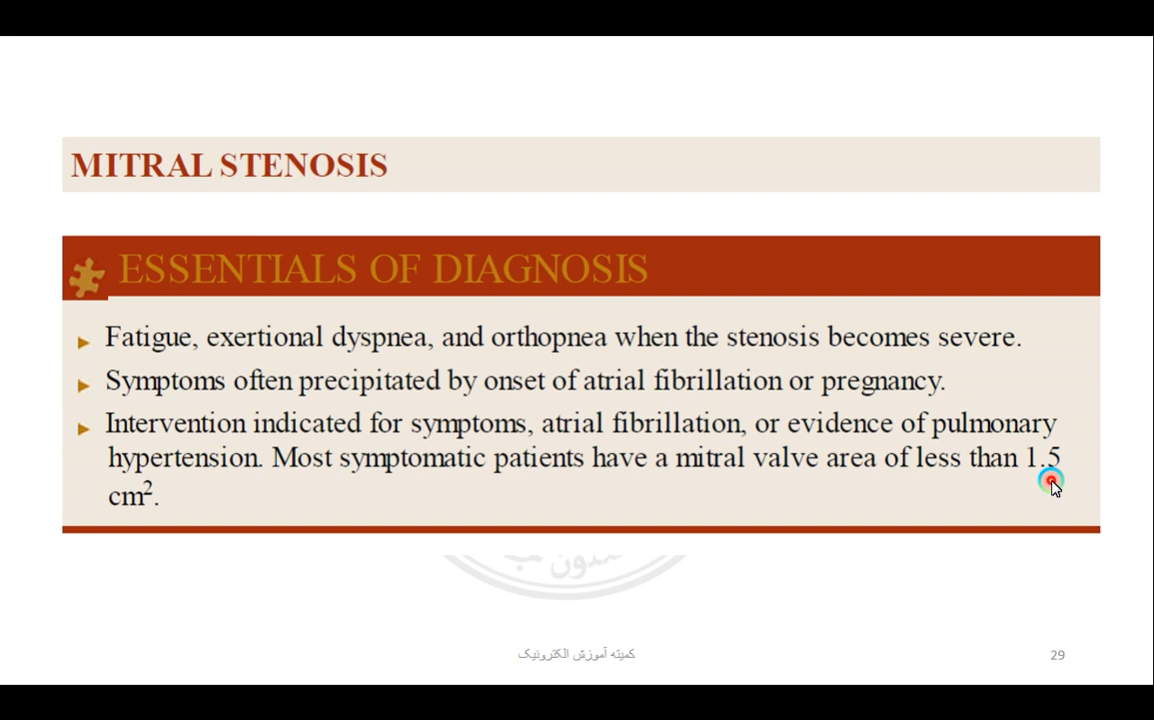 MITRAL STENOSIS
ESSENTIALS OF DIAGNOSIS
► Fatigue, exertional dyspnea, and orthopnea when the stenosis becomes severe.
► Symptoms often precipitated by onset of atrial fibrillation or pregnancy.
► Intervention indicated for symptoms, atrial fibrillation, or evidence of pulmonary
hypertension. Most symptomatic patients have a mitral valve area of less than 1.5
cm².
کمیته آموزش الکترونیک
29